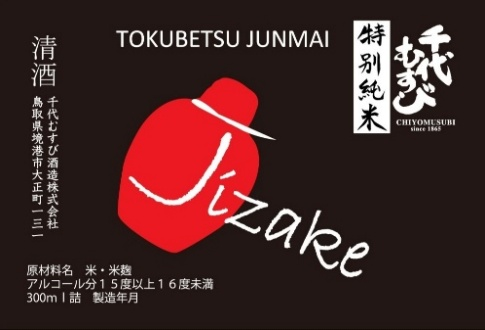 TOKUBETSU JUNMAI
特別純米
千代むすび
CHIYOMUSUBI
since 1865
清酒
千代むすび酒造株式会社
鳥取県境港市大正町一三一
Jizake
原材料名 米・米麹
アルコール分15度以上16度未満
300ml詰 製造年月